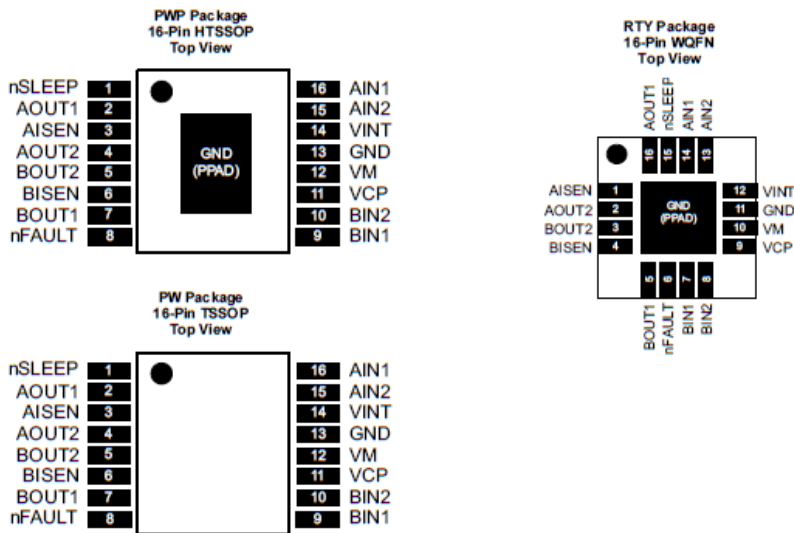 PWP Package
16-Pin HTSSOP
Top View
nSLEEP 1 16 AIN1
AOUT1 2 15 AIN2
AISEN 3 14 VINT
AOUT2 4 13 GND
BOUT2 5 12 VM
BISEN 6 11 VCP
BOUT1 7 10 BIN2
nFAULT 8 9 BIN1
GND
(PPAD)
PW Package
16-Pin TSSOP
Top View
nSLEEP 1 16 AIN1
AOUT1 2 15 AIN2
AISEN 3 14 VINT
AOUT2 4 13 GND
BOUT2 5 12 VM
BISEN 6 11 VCP
BOUT1 7 10 BIN2
nFAULT 8 9 BIN1
RTY Package
16-Pin WQFN
Top View
AOUT1 nSLEEP AIN1 AIN2
16 15 14 13
AISEN 1 12 VINT
AOUT2 2 11 GND
BOUT2 3 10 VM
BISEN 4 9 VCP
GND
(PPAD)
5 6 7 8
BOUT1 nFAULT BIN1 BIN2